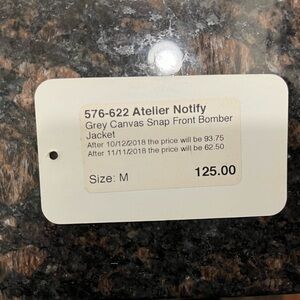 576-622 Atelier Notify
Grey Canvas Snap Front Bomber
Jacket
After 10/12/2018 the price will be 93.75
After 11/11/2018 the price will be 62.50
Size: M 125.00